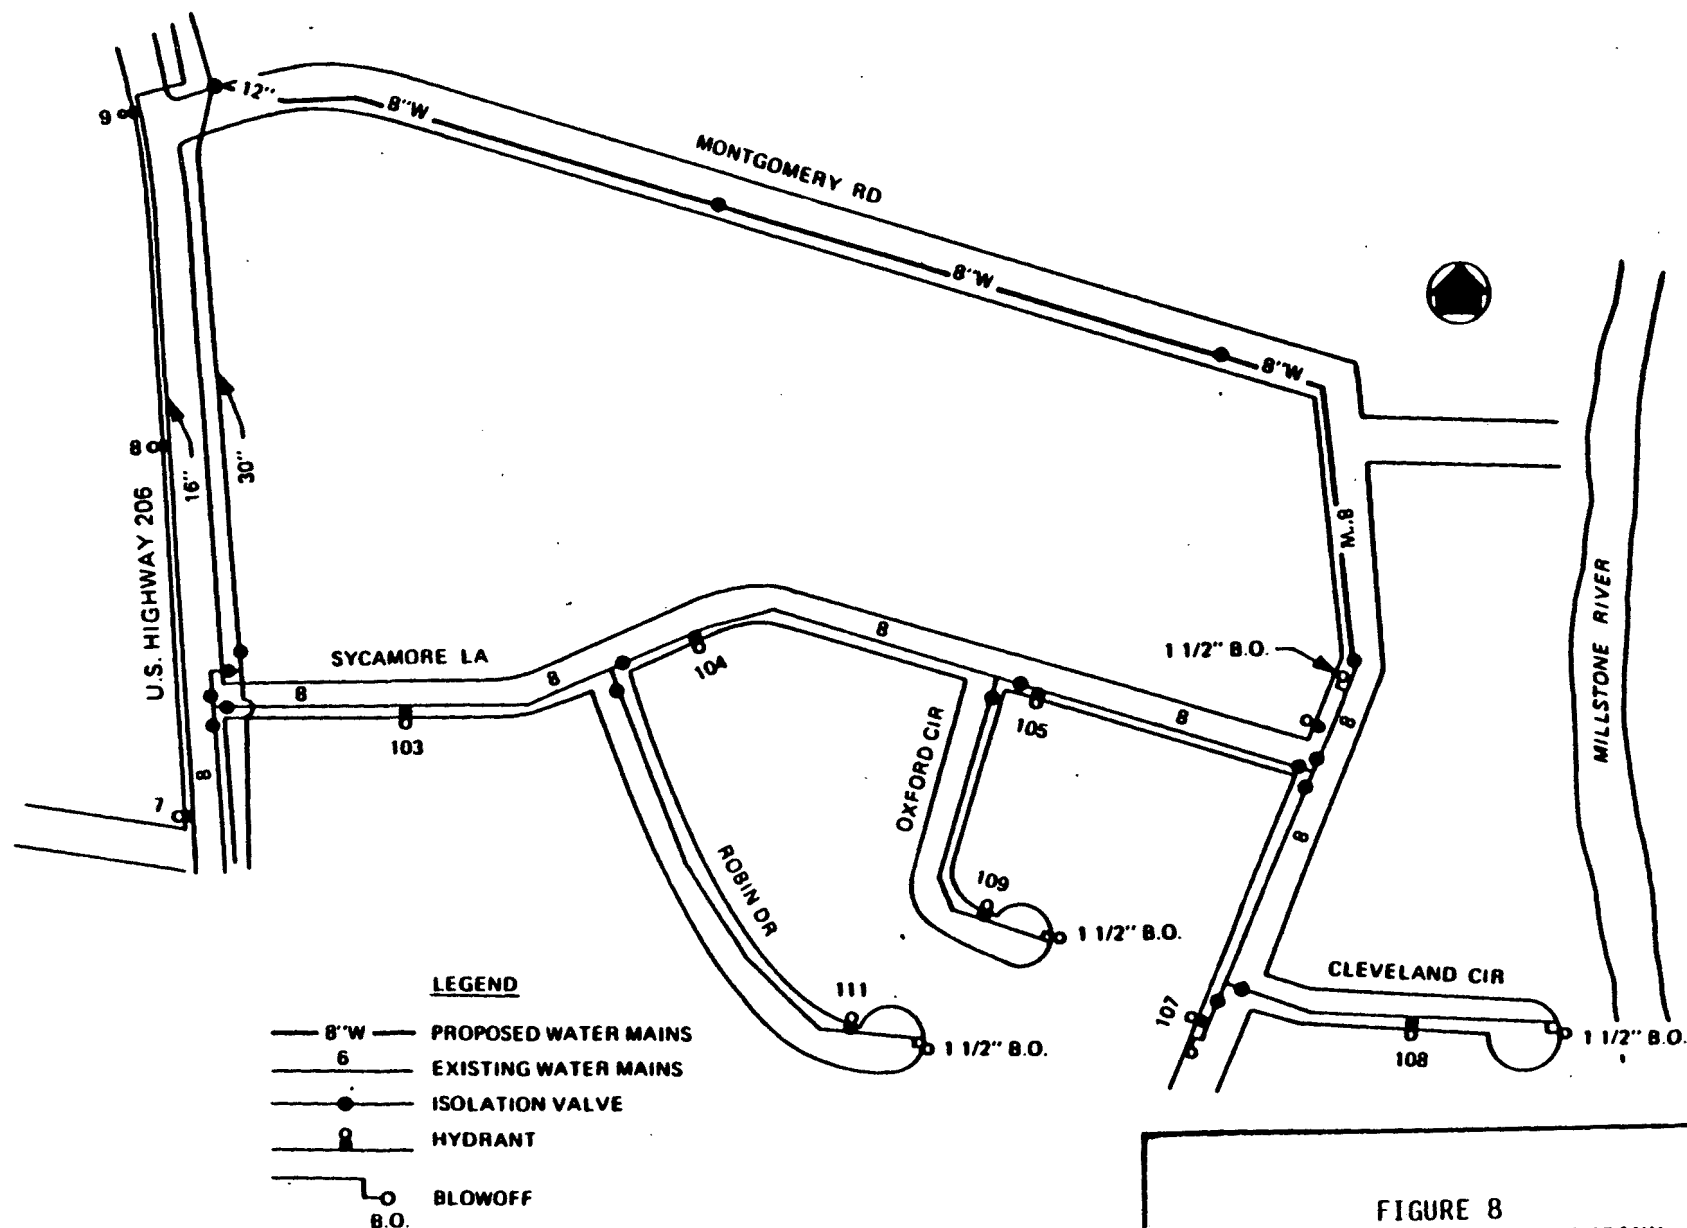 12"
9
8"W
MONTGOMERY RD
8"W
8"W
8
16"
30"
U.S. HIGHWAY 206
8"W
MILLSTONE RIVER
SYCAMORE LA
8
8
8
1 1/2" B.O.
104
103
105
8
8
8
7
OXFORD CIR
8
ROBIN DR
109
1 1/2" B.O.
CLEVELAND CIR
111
107
1 1/2" B.O.
108
1 1/2" B.O.
LEGEND
8"W PROPOSED WATER MAINS
6 EXISTING WATER MAINS
ISOLATION VALVE
HYDRANT
BLOWOFF
B.O.
FIGURE 8